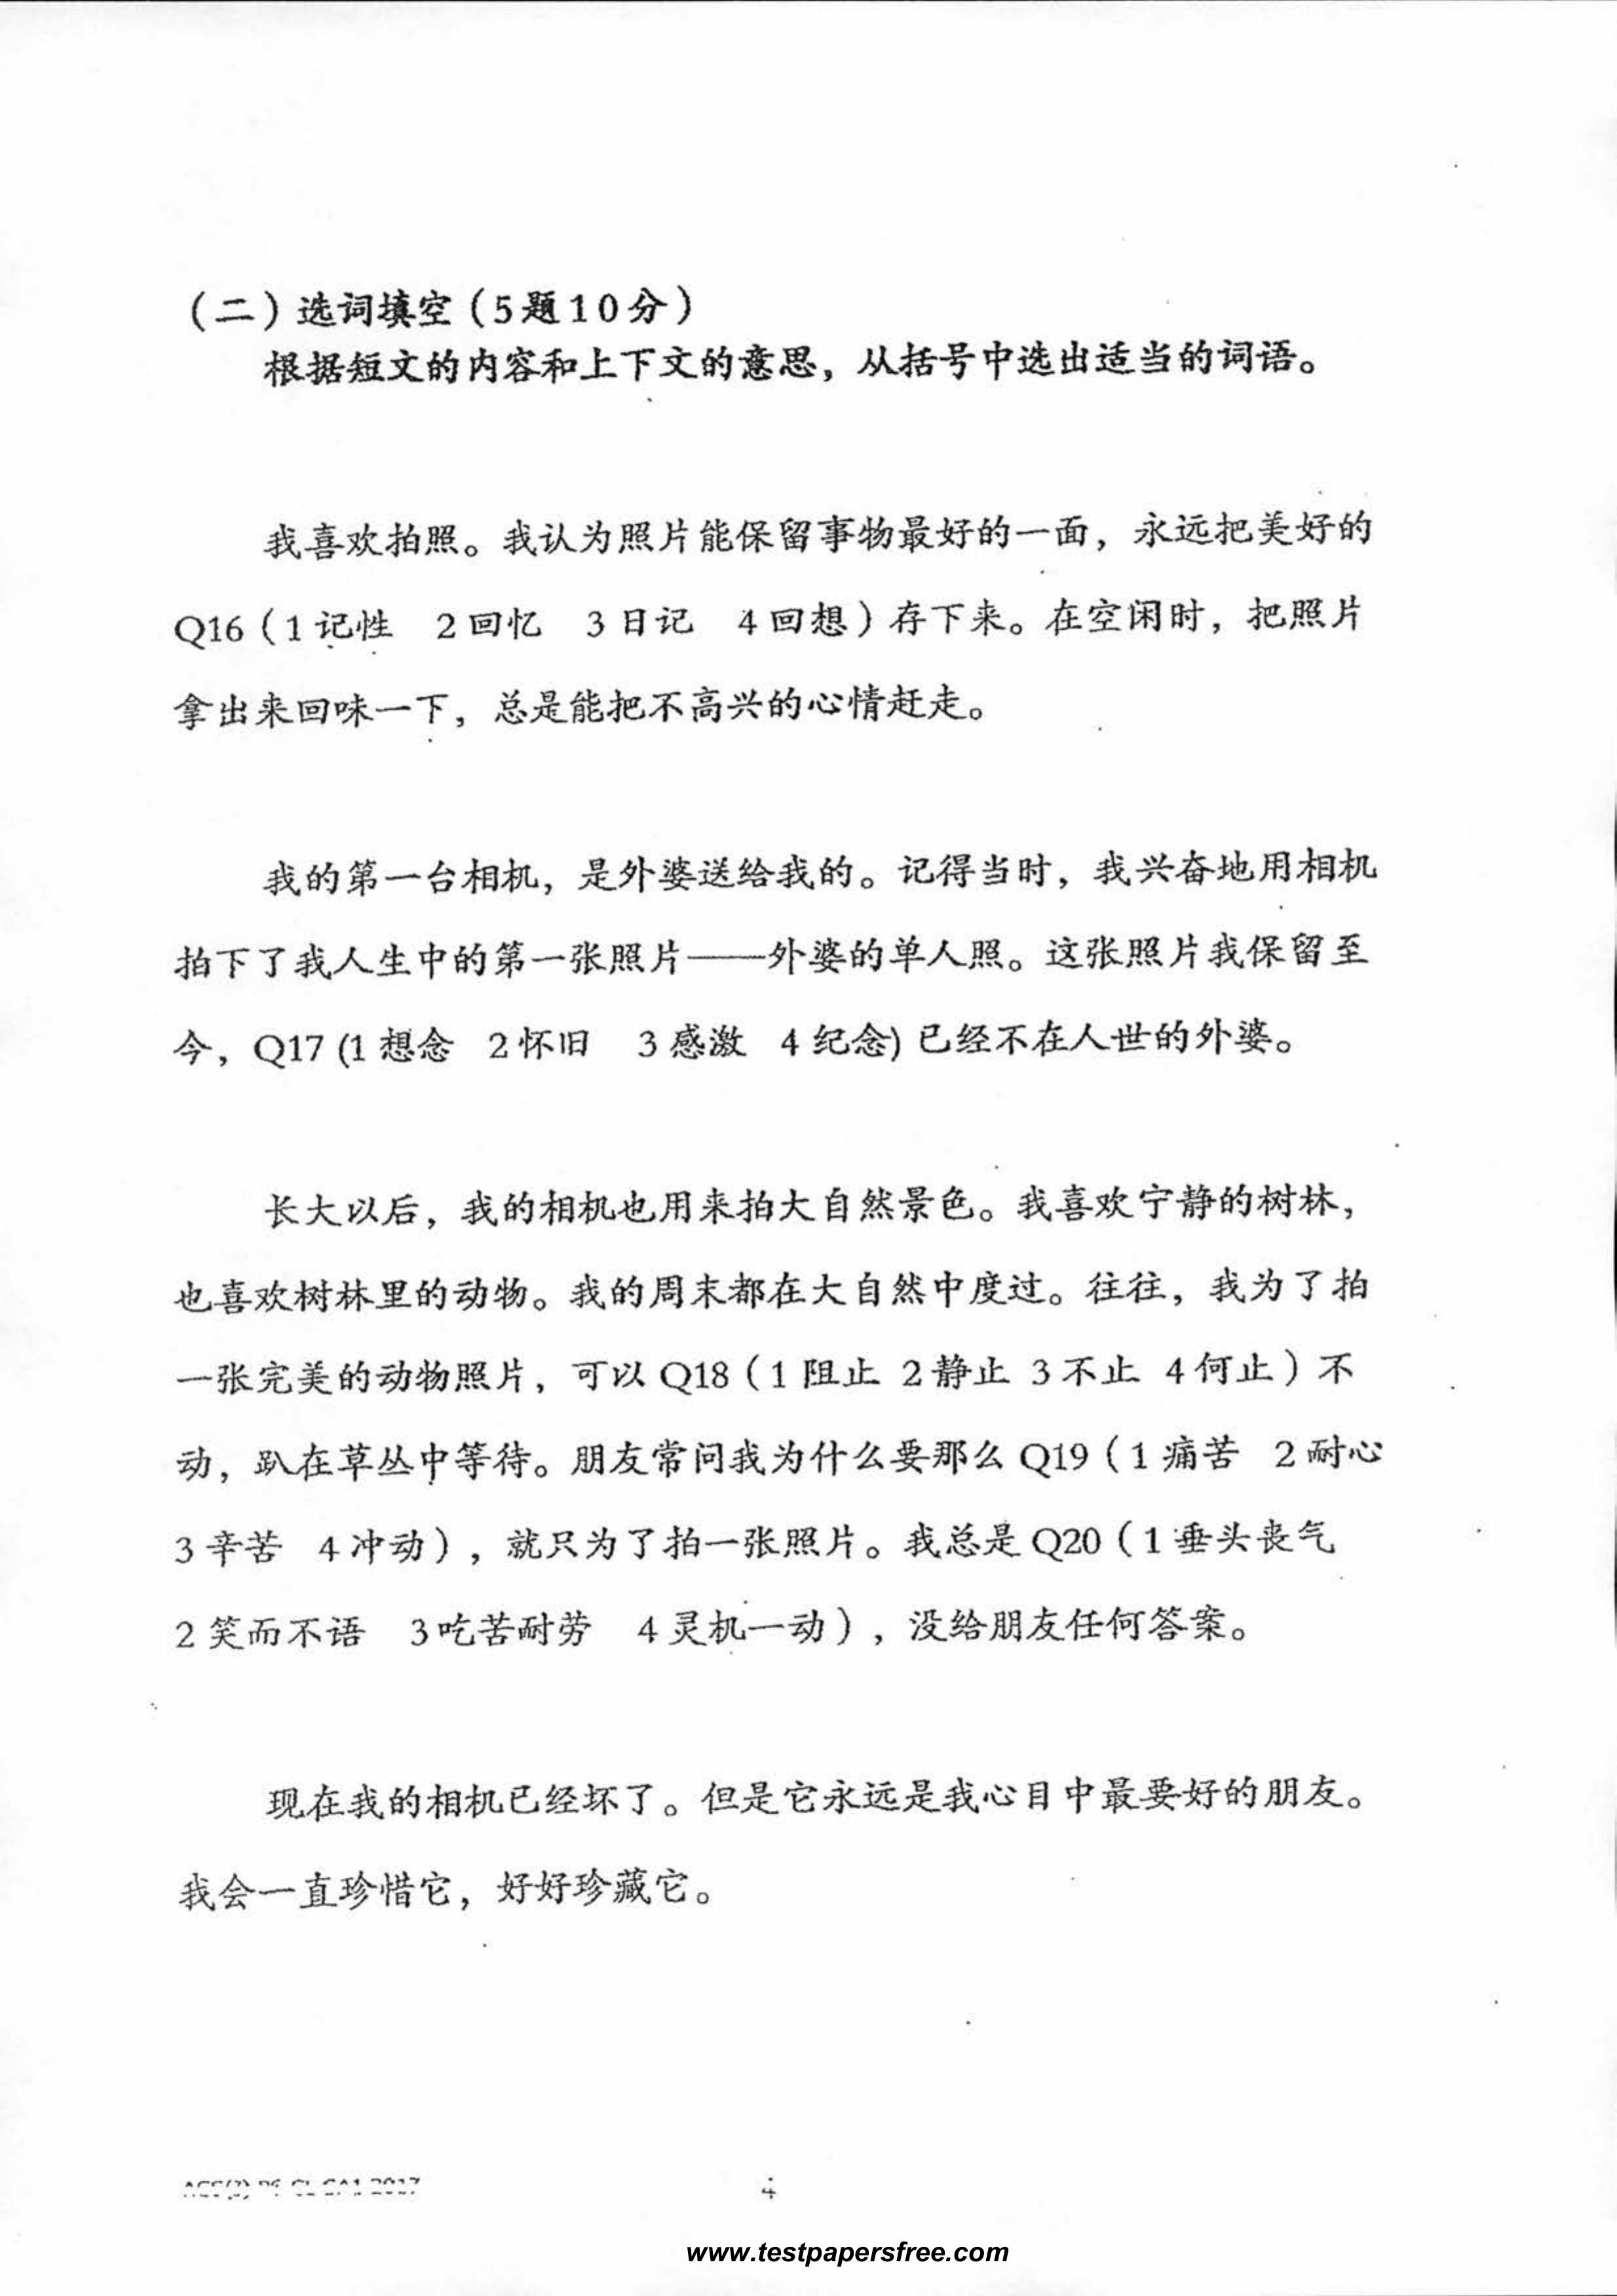 （二）选词填空（5题10分）
根据短文的内容和上下文的意思，从括号中选出适当的词语。
我喜欢拍照。我认为照片能保留事物最好的一面，永远把美好的
Q16（1记性 2回忆 3日记 4回想）存下来。在空闲时，把照片
拿出来回味一下，总是能把不高兴的心情赶走。
我的第一台相机，是外婆送给我的。记得当时，我兴奋地用相机
拍下了我人生中的第一张照片——外婆的单人照。这张照片我保留至
今，Q17 (1 想念 2怀旧 3感激 4纪念) 已经不在人世的外婆。
长大以后，我的相机也用来拍大自然景色。我喜欢宁静的树林，
也喜欢树林里的动物。我的周末都在大自然中度过。往往，我为了拍
一张完美的动物照片，可以 Q18（1阻止 2静止 3不止 4何止）不
动，趴在草丛中等待。朋友常问我为什么要那么 Q19（1痛苦 2耐心
3辛苦 4冲动），就只为了拍一张照片。我总是 Q20（1垂头丧气
2笑而不语 3吃苦耐劳 4灵机一动），没给朋友任何答案。
现在我的相机已经坏了。但是它永远是我心目中最要好的朋友。
我会一直珍惜它，好好珍藏它。
4
www.testpapersfree.com